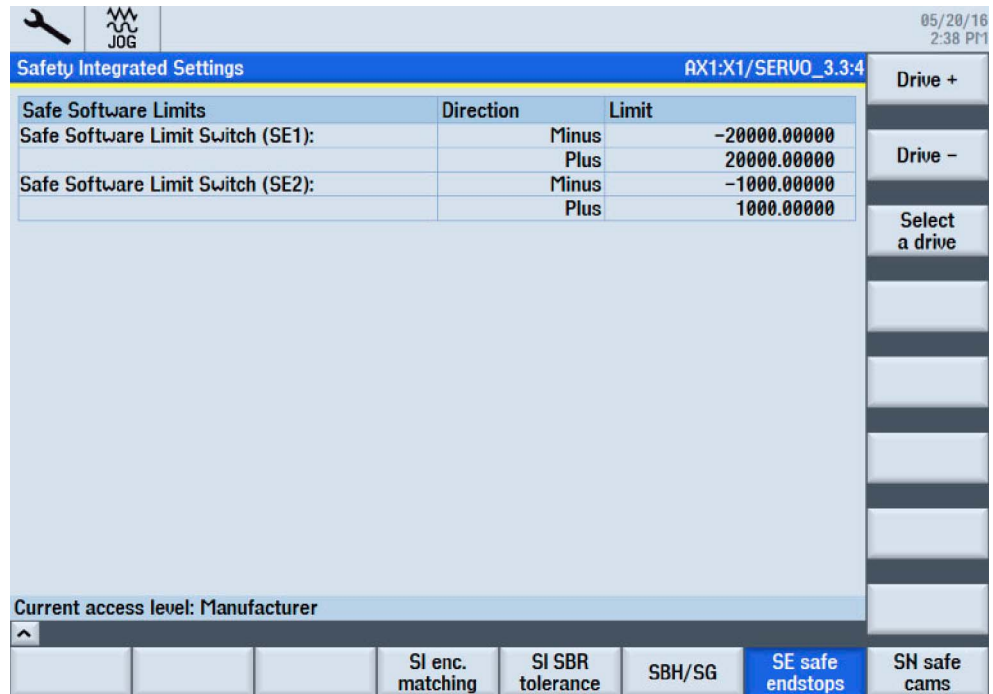 JOG
05/20/16
2:38 PM
Safety Integrated Settings AX1:X1/SERVO_3.3:4
Safe Software Limits Direction Limit
Safe Software Limit Switch (SE1): Minus -20000.00000
Plus 20000.00000
Safe Software Limit Switch (SE2): Minus -1000.00000
Plus 1000.00000
Current access level: Manufacturer
Drive +
Drive -
Select
a drive
SI enc.
matching
SI SBR
tolerance
SBH/SG
SE safe
endstops
SN safe
cams